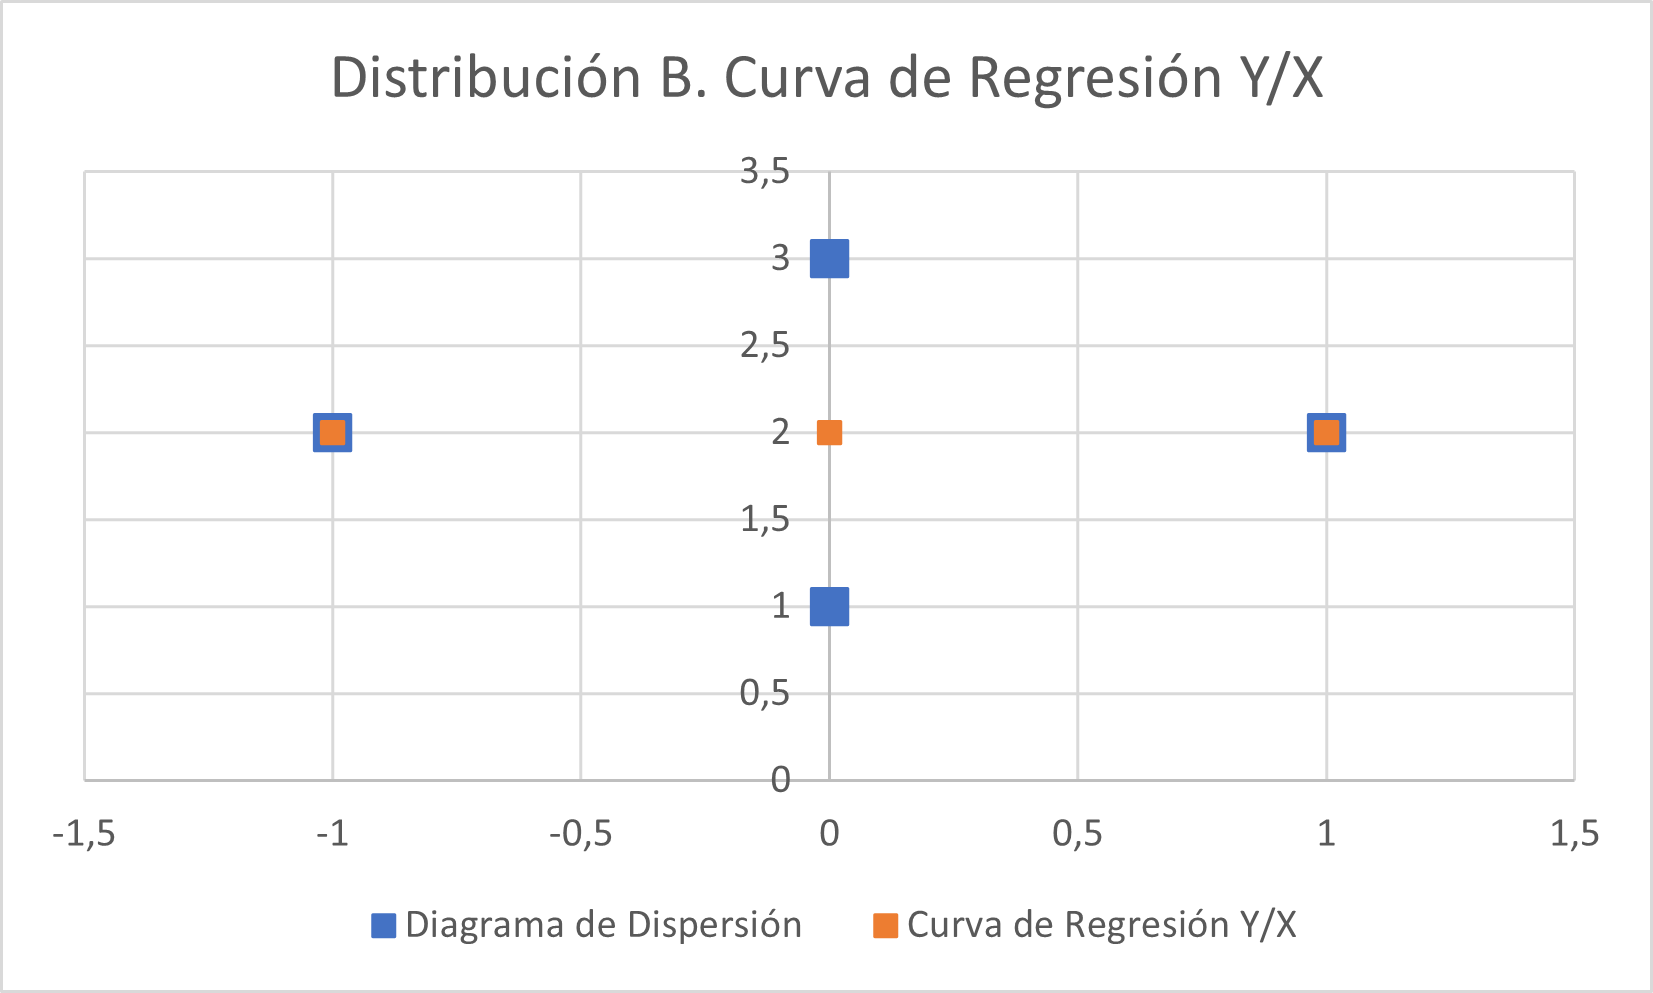 Distribución B. Curva de Regresión Y/X
3,5
3
2,5
2
1,5
1
0,5
0
-1,5 -1 -0,5 0 0,5 1 1,5
Diagrama de Dispersión Curva de Regresión Y/X